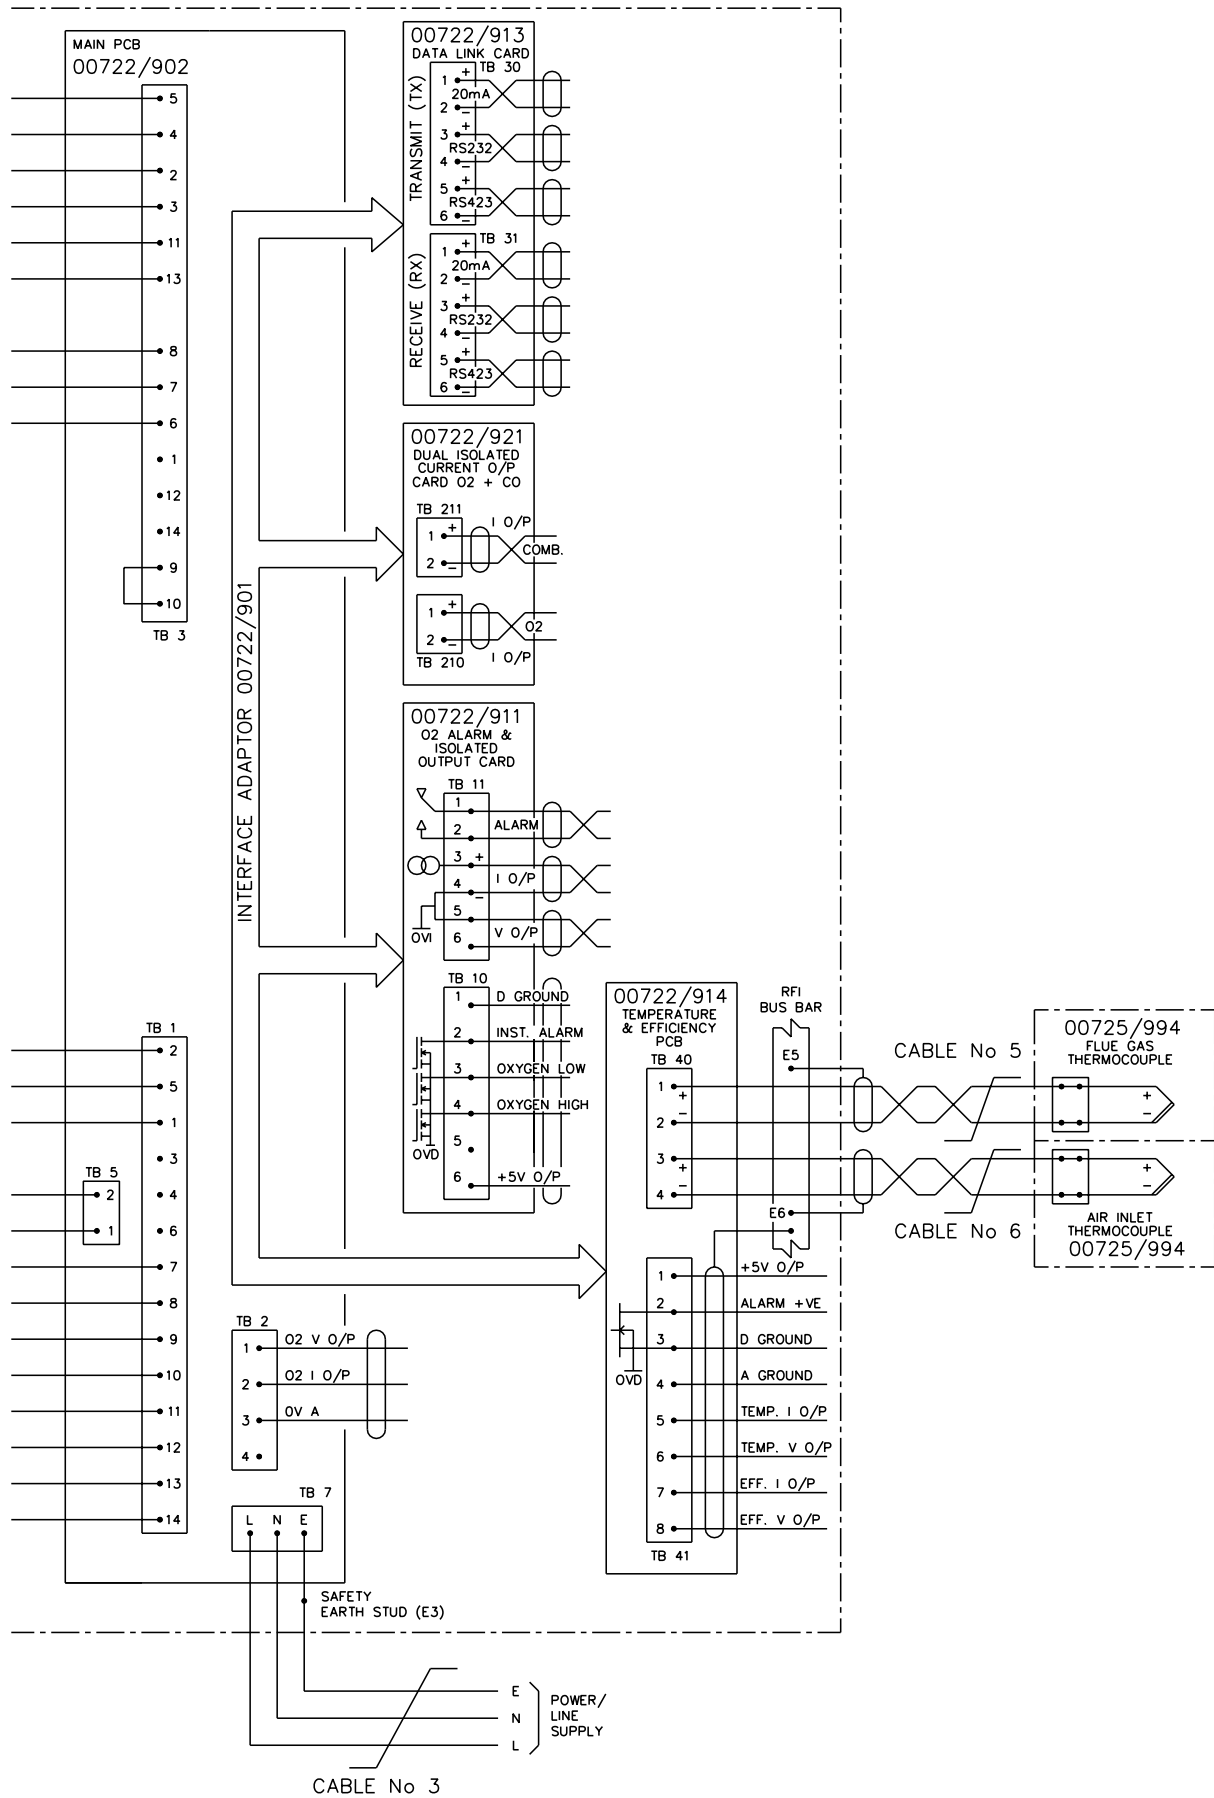 MAIN PCB
00722/902
5
4
2
3
11
13
8
7
6
1
12
14
9
10
TB 3
INTERFACE ADAPTOR 00722/901
00722/913
DATA LINK CARD
TB 30
TRANSMIT (TX)
1 +
20mA
2 –
3 +
RS232
4 –
5 +
RS423
6 –
TB 31
RECEIVE (RX)
1 +
20mA
2 –
3 +
RS232
4 –
5 +
RS423
6 –
00722/921
DUAL ISOLATED
CURRENT O/P
CARD O2 + CO
TB 211
I O/P
1 +
COMB.
2 –
1 +
O2
2 –
TB 210
I O/P
00722/911
O2 ALARM &
ISOLATED
OUTPUT CARD
TB 11
1
2 ALARM
3 +
4 – I O/P
5
6 V O/P
OVI
TB 10
1 D GROUND
2 INST. ALARM
3 OXYGEN LOW
4 OXYGEN HIGH
5
OVD
6 +5V O/P
TB 1
2
5
1
3
4
6
7
8
9
10
11
12
13
14
TB 5
2
1
TB 2
1 O2 V O/P
2 O2 I O/P
3 OV A
4
TB 7
L N E
SAFETY
EARTH STUD (E3)
E
N
L
POWER/
LINE
SUPPLY
CABLE No 3
00722/914
TEMPERATURE
& EFFICIENCY
PCB
TB 40
1
+
–
2
3
+
–
4
RFI
BUS BAR
E5
E6
CABLE No 5
CABLE No 6
00725/994
FLUE GAS
THERMOCOUPLE
+
–
+
–
AIR INLET
THERMOCOUPLE
00725/994
1 +5V O/P
2 ALARM +VE
3 D GROUND
OVD
4 A GROUND
5 TEMP. I O/P
6 TEMP. V O/P
7 EFF. I O/P
8 EFF. V O/P
TB 41